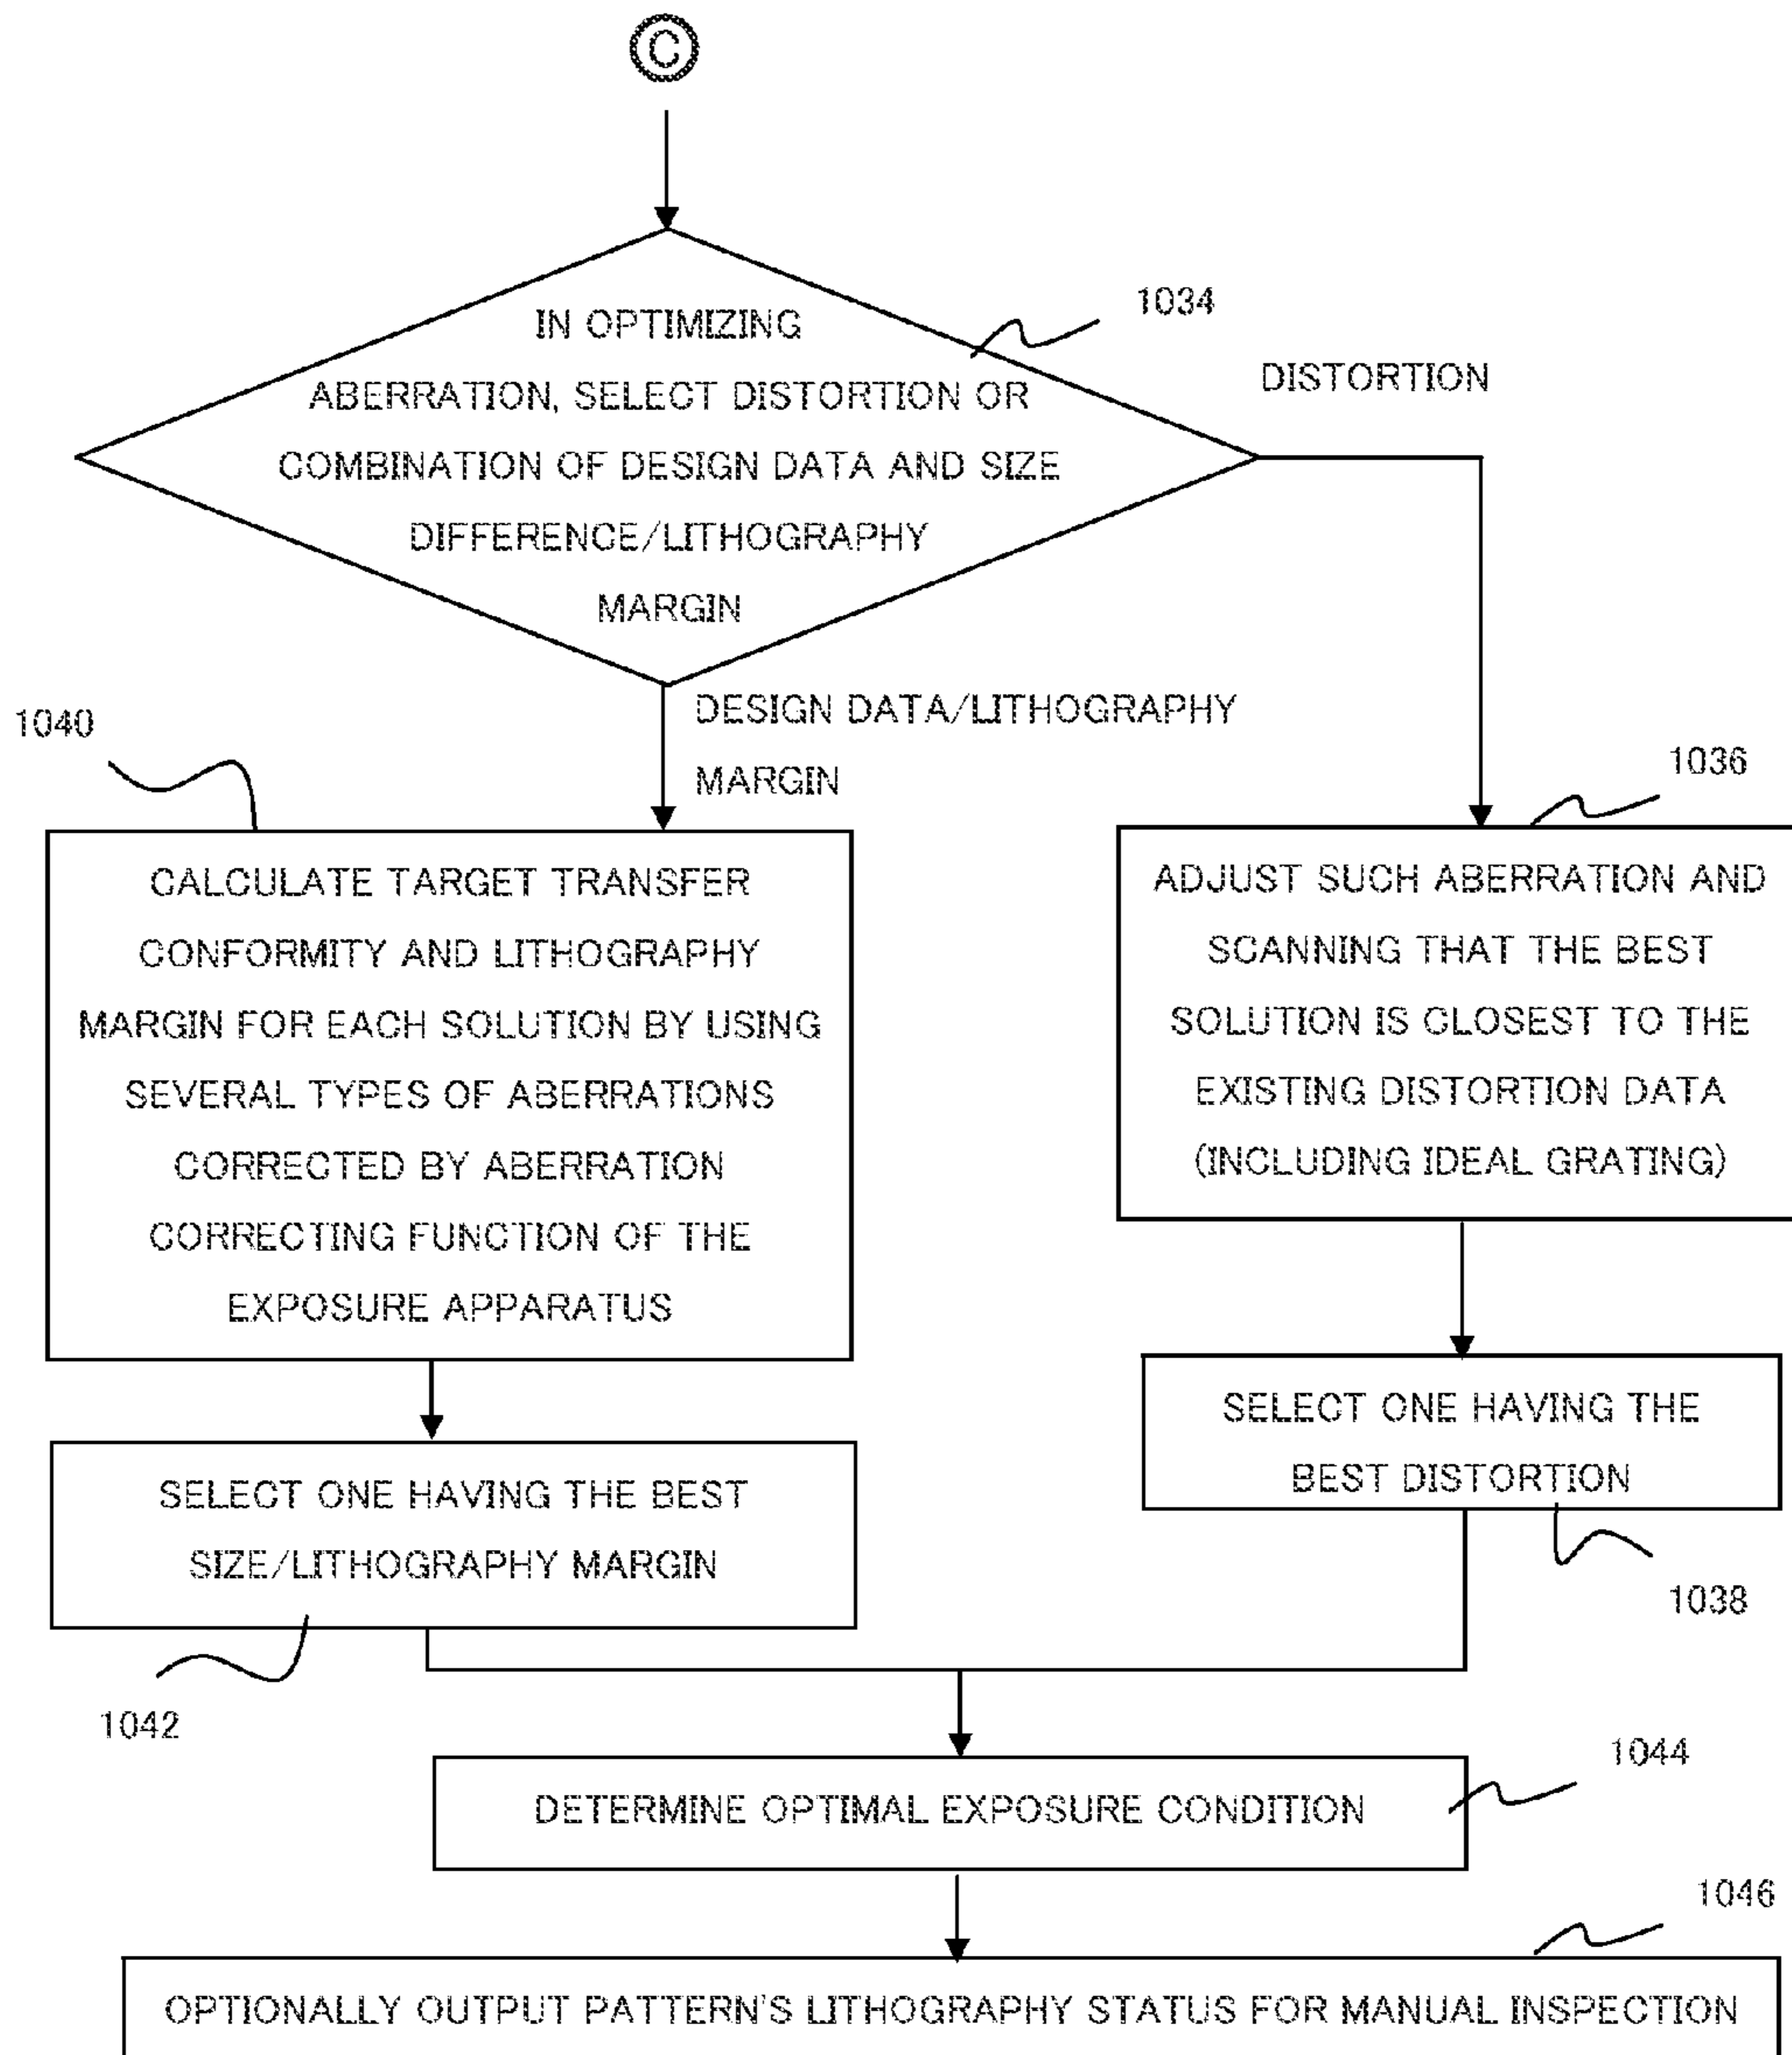 C
IN OPTIMIZING
ABERRATION, SELECT DISTORTION OR
COMBINATION OF DESIGN DATA AND SIZE
DIFFERENCE/LITHOGRAPHY
MARGIN
1034
DISTORTION
DESIGN DATA/LITHOGRAPHY
MARGIN
1040
CALCULATE TARGET TRANSFER
CONFORMITY AND LITHOGRAPHY
MARGIN FOR EACH SOLUTION BY USING
SEVERAL TYPES OF ABERRATIONS
CORRECTED BY ABERRATION
CORRECTING FUNCTION OF THE
EXPOSURE APPARATUS
1036
ADJUST SUCH ABERRATION AND
SCANNING THAT THE BEST
SOLUTION IS CLOSEST TO THE
EXISTING DISTORTION DATA
(INCLUDING IDEAL GRATING)
SELECT ONE HAVING THE BEST
SIZE/LITHOGRAPHY MARGIN
1042
SELECT ONE HAVING THE
BEST DISTORTION
1038
DETERMINE OPTIMAL EXPOSURE CONDITION
1044
1046
OPTIONALLY OUTPUT PATTERN'S LITHOGRAPHY STATUS FOR MANUAL INSPECTION